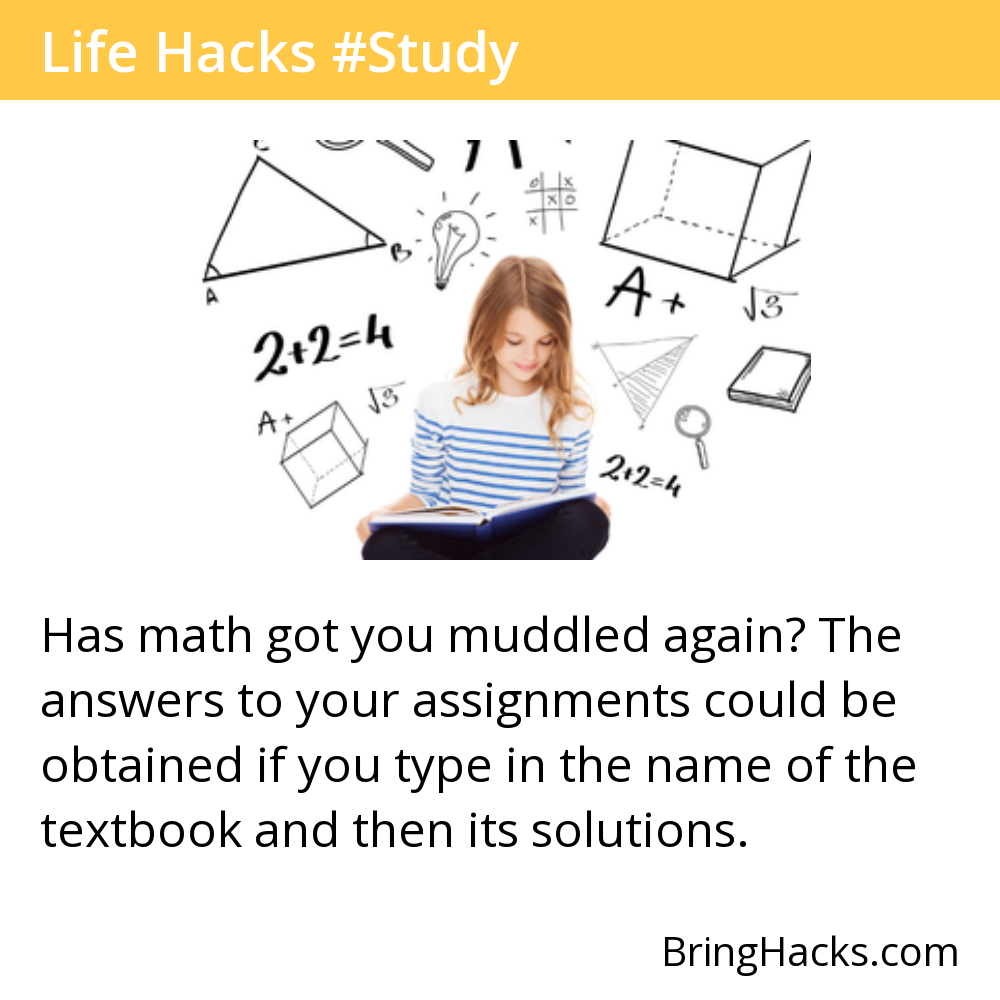 Life Hacks #Study
C
B
A
2+2=4
A+
√3
o x
x o
x
A+
√3
2+2=4
Has math got you muddled again? The
answers to your assignments could be
obtained if you type in the name of the
textbook and then its solutions.
BringHacks.com